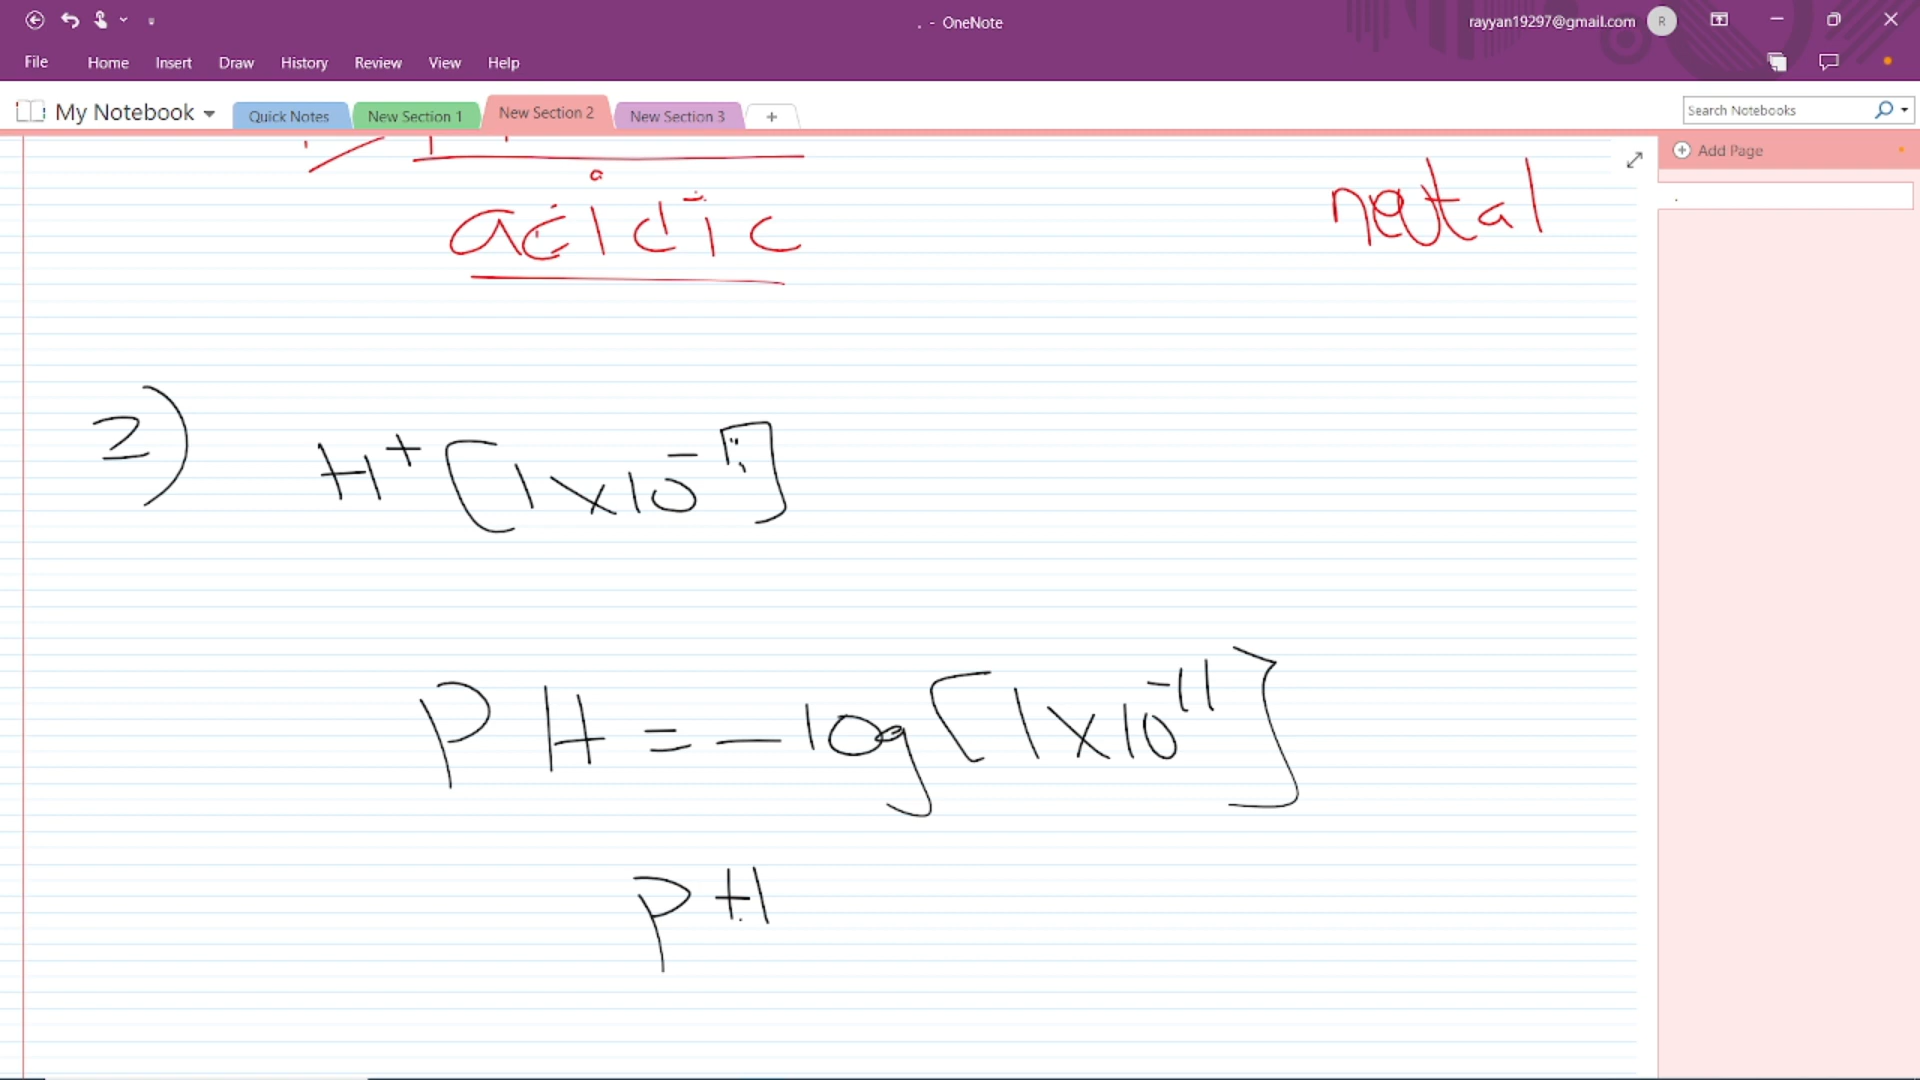 . - OneNote
rayyan19297@gmail.com R
File Home Insert Draw History Review View Help
My Notebook Quick Notes New Section 1 New Section 2 New Section 3 +
Search Notebooks
Add Page
.
acidic
neutal
2) H⁺ [1x10⁻¹¹]
PH = -log[1x10⁻¹¹]
PH